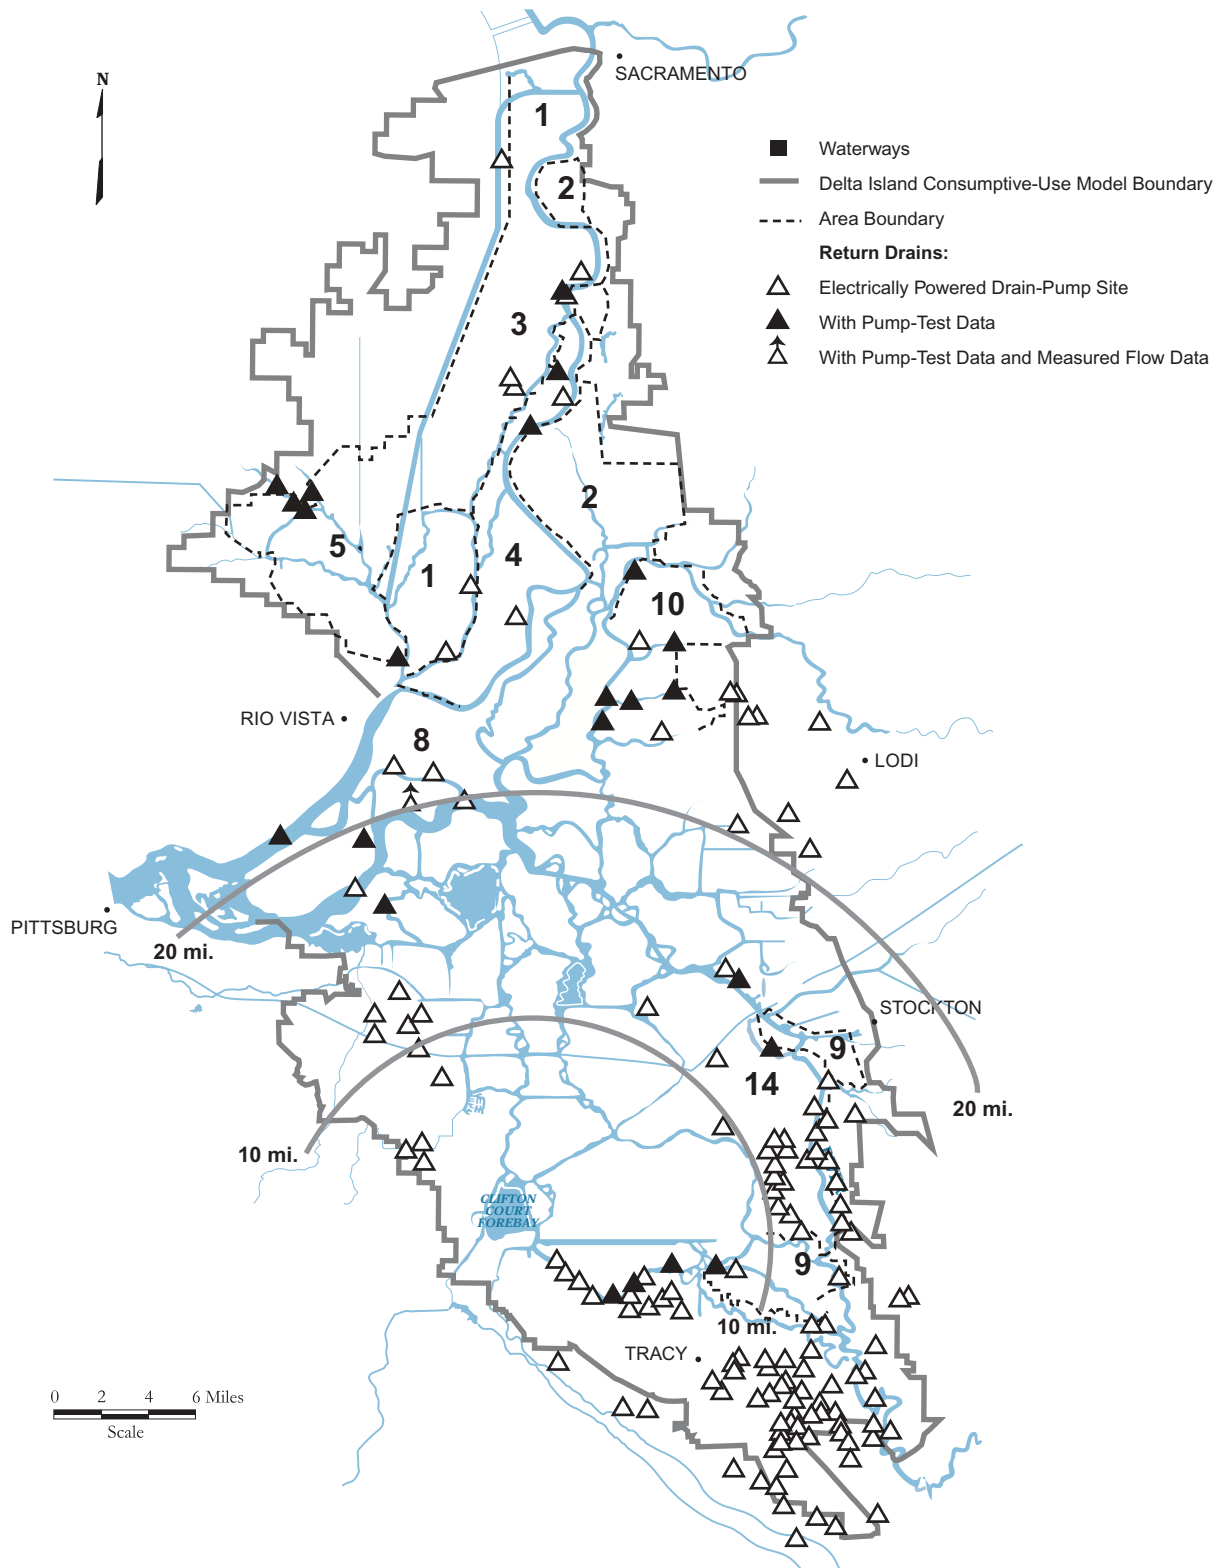 N
SACRAMENTO
1
Waterways
2
Delta Island Consumptive-Use Model Boundary
Area Boundary
Return Drains:
Electrically Powered Drain-Pump Site
3
With Pump-Test Data
With Pump-Test Data and Measured Flow Data
2
5
4
1
10
RIO VISTA
8
LODI
PITTSBURG
20 mi.
STOCKTON
9
14
20 mi.
10 mi.
CLIFTON
COURT
FOREBAY
9
10 mi.
TRACY
0 2 4 6 Miles
Scale